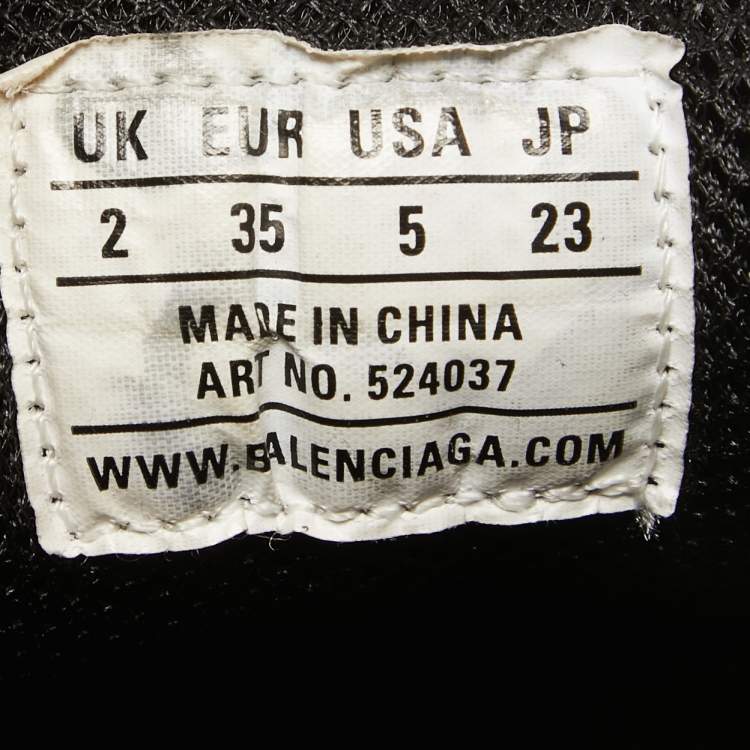 UK EUR USA JP
2 35 5 23
MADE IN CHINA
ART NO. 524037
WWW.BALENCIAGA.COM